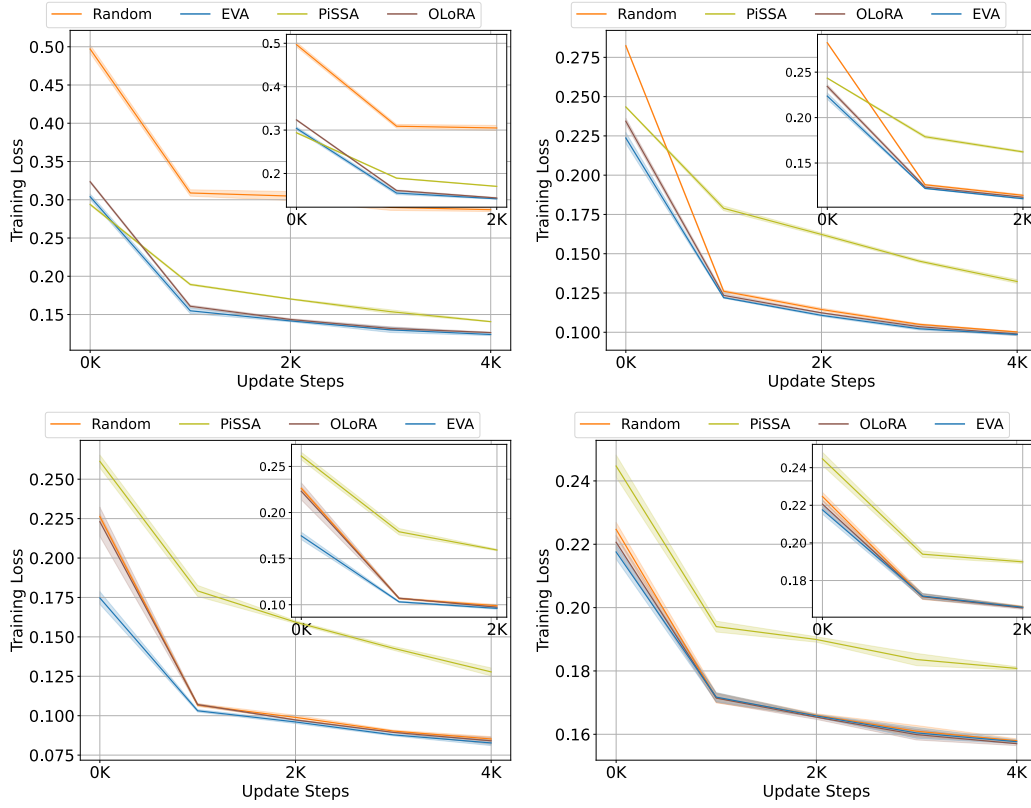 Random EVA PiSSA OLoRA
Training Loss
0.50
0.45
0.40
0.35
0.30
0.25
0.20
0.15
0K 2K 4K
Update Steps
0.5
0.4
0.3
0.2
0K 2K
Random PiSSA OLoRA EVA
Training Loss
0.275
0.250
0.225
0.200
0.175
0.150
0.125
0.100
0K 2K 4K
Update Steps
0.25
0.20
0.15
0K 2K
Random PiSSA OLoRA EVA
Training Loss
0.250
0.225
0.200
0.175
0.150
0.125
0.100
0.075
0K 2K 4K
Update Steps
0.25
0.20
0.15
0.10
0K 2K
Random PiSSA OLoRA EVA
Training Loss
0.24
0.22
0.20
0.18
0.16
0K 2K 4K
Update Steps
0.24
0.22
0.20
0.18
0K 2K